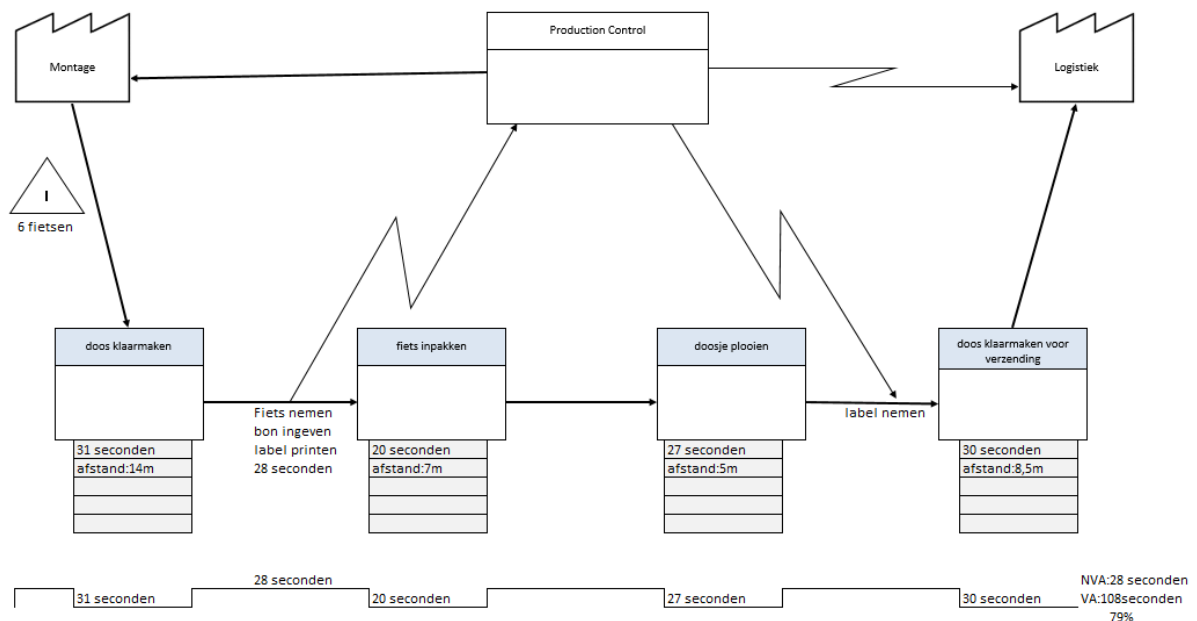 Production Control
Montage
Logistiek
I
6 fietsen
doos klaarmaken
fiets inpakken
doosje plooien
doos klaarmaken voor
verzending
Fiets nemen
bon ingeven
label printen
28 seconden
label nemen
31 seconden
afstand:14m
20 seconden
afstand:7m
27 seconden
afstand:5m
30 seconden
afstand:8,5m
28 seconden
31 seconden
20 seconden
27 seconden
30 seconden
NVA:28 seconden
VA:108seconden
79%